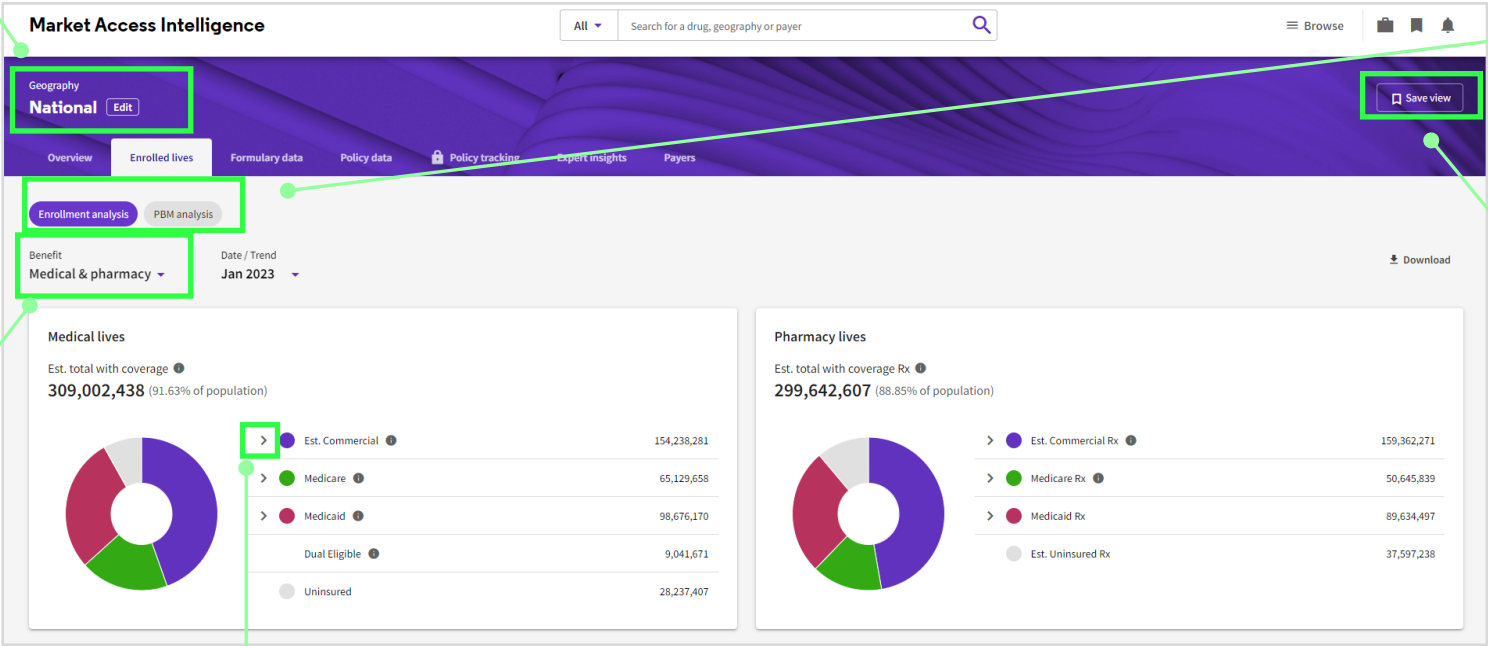 Market Access Intelligence
All
Search for a drug, geography or payer
Browse
Geography
National Edit
Save view
Overview Enrolled lives Formulary data Policy data Policy tracking Expert insights Payers
Enrollment analysis PBM analysis
Benefit
Medical & pharmacy
Date / Trend
Jan 2023
Download
Medical lives
Est. total with coverage
309,002,438 (91.63% of population)
Est. Commercial 154,238,281
Medicare 65,129,658
Medicaid 98,676,170
Dual Eligible 9,041,671
Uninsured 28,237,407
Pharmacy lives
Est. total with coverage Rx
299,642,607 (88.85% of population)
Est. Commercial Rx 159,362,271
Medicare Rx 50,645,839
Medicaid Rx 89,634,497
Est. Uninsured Rx 37,597,238